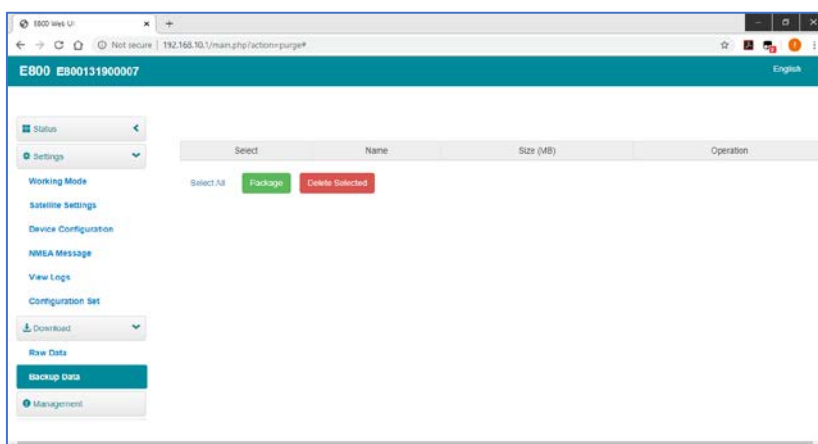 E800 Web UI
Not secure | 192.168.10.1/main.php?action=purge#
E800 E800131900007
English
Status
Settings
Select Name Size (MB) Operation
Working Mode
Select All Package Delete Selected
Satellite Settings
Device Configuration
NMEA Message
View Logs
Configuration Set
Download
Raw Data
Backup Data
Management